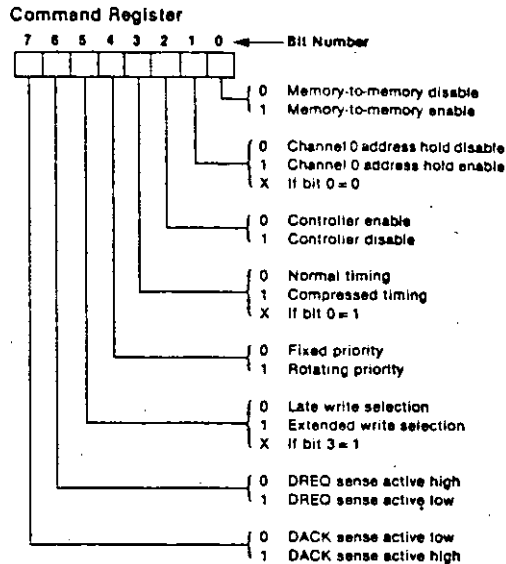 Command Register
7 6 5 4 3 2 1 0 Bit Number
0 Memory-to-memory disable
1 Memory-to-memory enable
0 Channel 0 address hold disable
1 Channel 0 address hold enable
X If bit 0 = 0
0 Controller enable
1 Controller disable
0 Normal timing
1 Compressed timing
X If bit 0 = 1
0 Fixed priority
1 Rotating priority
0 Late write selection
1 Extended write selection
X If bit 3 = 1
0 DREQ sense active high
1 DREQ sense active low
0 DACK sense active low
1 DACK sense active high